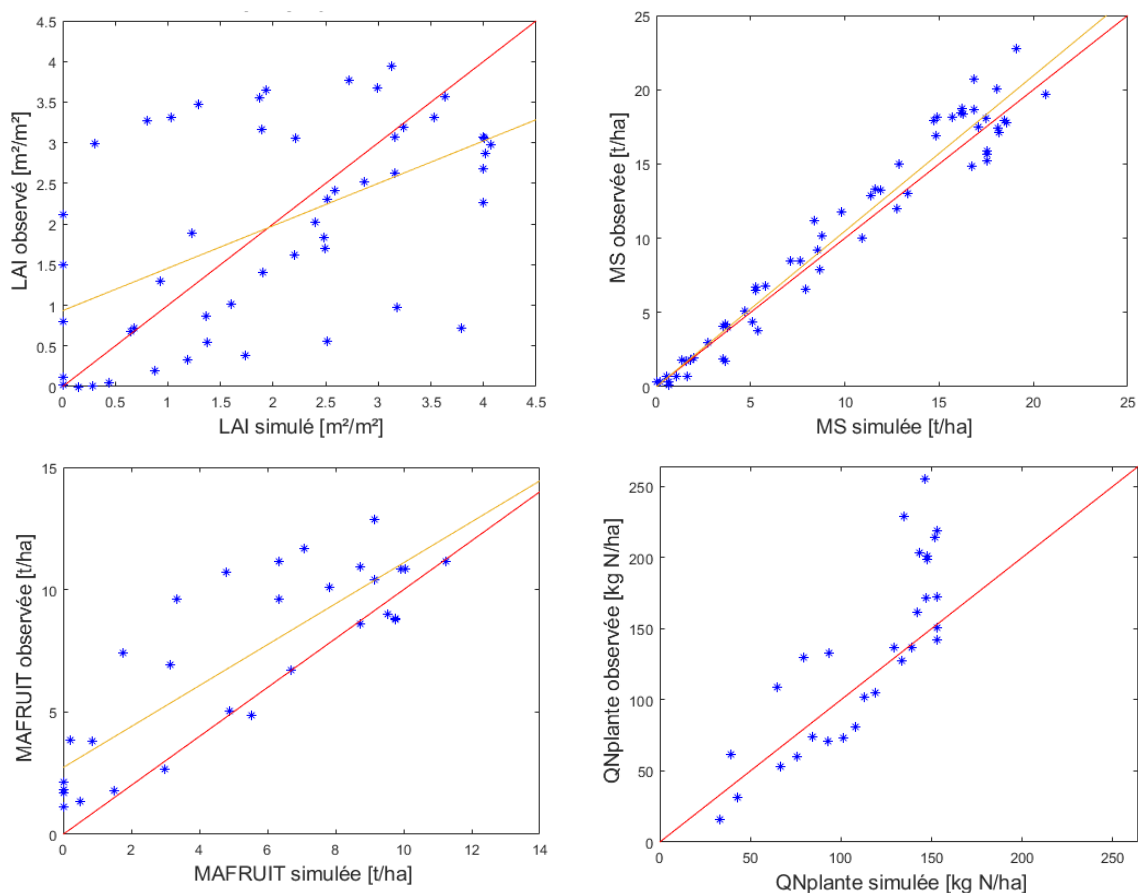 4.5
4
3.5
3
2.5
2
1.5
1
0.5
0
0 0.5 1 1.5 2 2.5 3 3.5 4 4.5
LAI simulé [m²/m²]
LAI observé [m²/m²]
25
20
15
10
5
0
0 5 10 15 20 25
MS simulée [t/ha]
MS observée [t/ha]
15
10
5
0
0 2 4 6 8 10 12 14
MAFRUIT simulée [t/ha]
MAFRUIT observée [t/ha]
250
200
150
100
50
0
0 50 100 150 200 250
QNplante simulée [kg N/ha]
QNplante observée [kg N/ha]